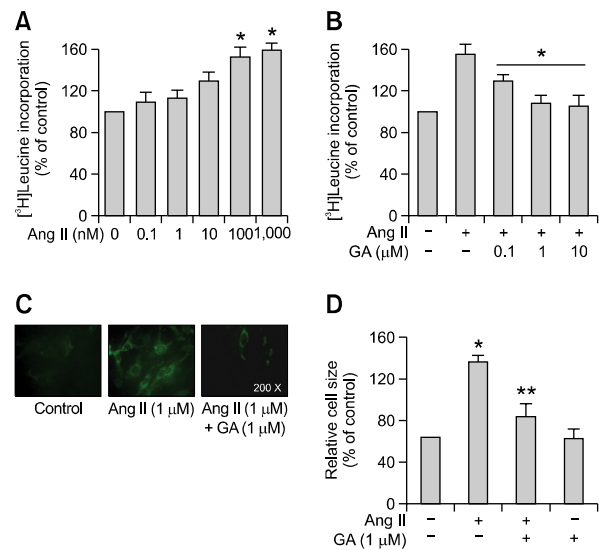 A
[³H]Leucine incorporation
(% of control)
160
120
80
40
0
* *
Ang II (nM) 0 0.1 1 10 100 1,000
B
[³H]Leucine incorporation
(% of control)
160
120
80
40
0
*
Ang II − + + + +
GA (μM) − − 0.1 1 10
C
200 X
Control
Ang II (1 μM)
Ang II (1 μM)
+ GA (1 μM)
D
Relative cell size
(% of control)
160
120
80
40
0
*
**
Ang II − + + −
GA (1 μM) − − + +